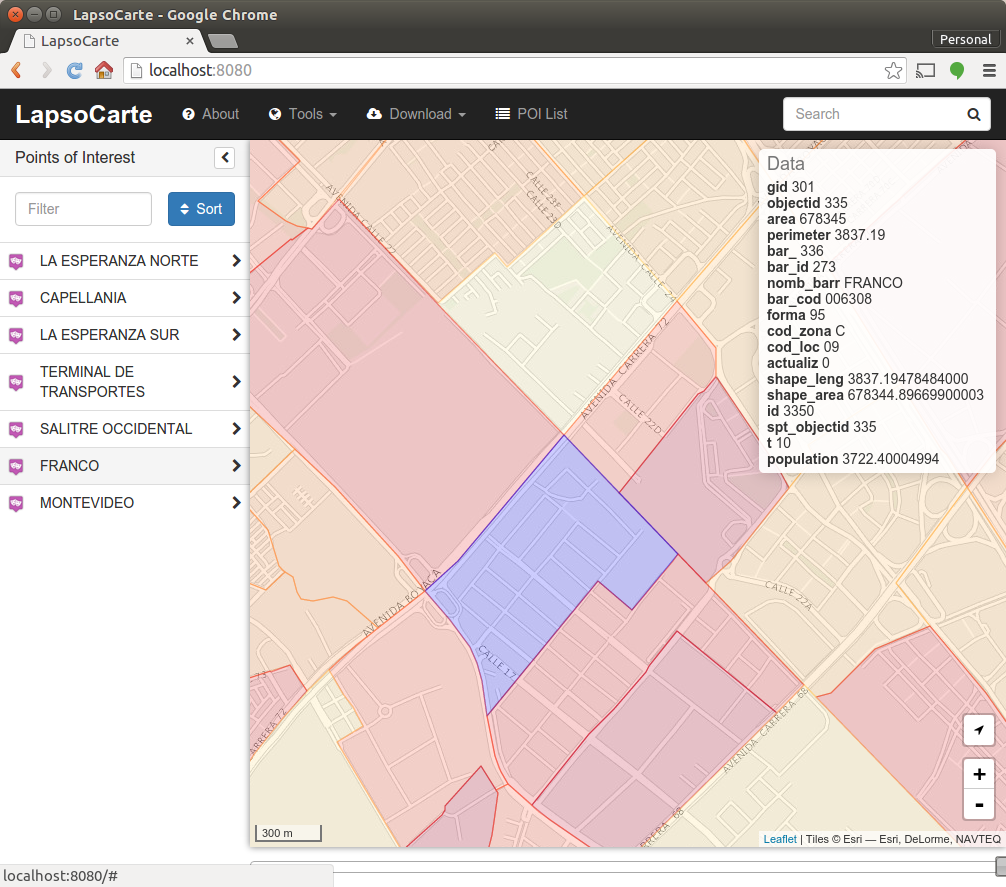 LapsoCarte - Google Chrome
LapsoCarte
Personal
localhost:8080
LapsoCarte
About
Tools
Download
POI List
Search
Points of Interest
Filter
Sort
LA ESPERANZA NORTE
CAPELLANIA
LA ESPERANZA SUR
TERMINAL DE
TRANSPORTES
SALITRE OCCIDENTAL
FRANCO
MONTEVIDEO
AVENIDA CALLE 22
CALLE 23F
CALLE 23D
AVENIDA CALLE 24
AVENIDA CARRERA 72
CALLE 22D
AVENIDA BOYACA
CALLE 17
CALLE 22A
AVENIDA CARRERA 68
CARRERA 68
73
CARRERA 72
Data
gid 301
objectid 335
area 678345
perimeter 3837.19
bar_ 336
bar_id 273
nomb_barr FRANCO
bar_cod 006308
forma 95
cod_zona C
cod_loc 09
actualiz 0
shape_leng 3837.19478484000
shape_area 678344.89669900003
id 3350
spt_objectid 335
t 10
population 3722.40004994
+
-
300 m
Leaflet | Tiles © Esri — Esri, DeLorme, NAVTEQ
localhost:8080/#